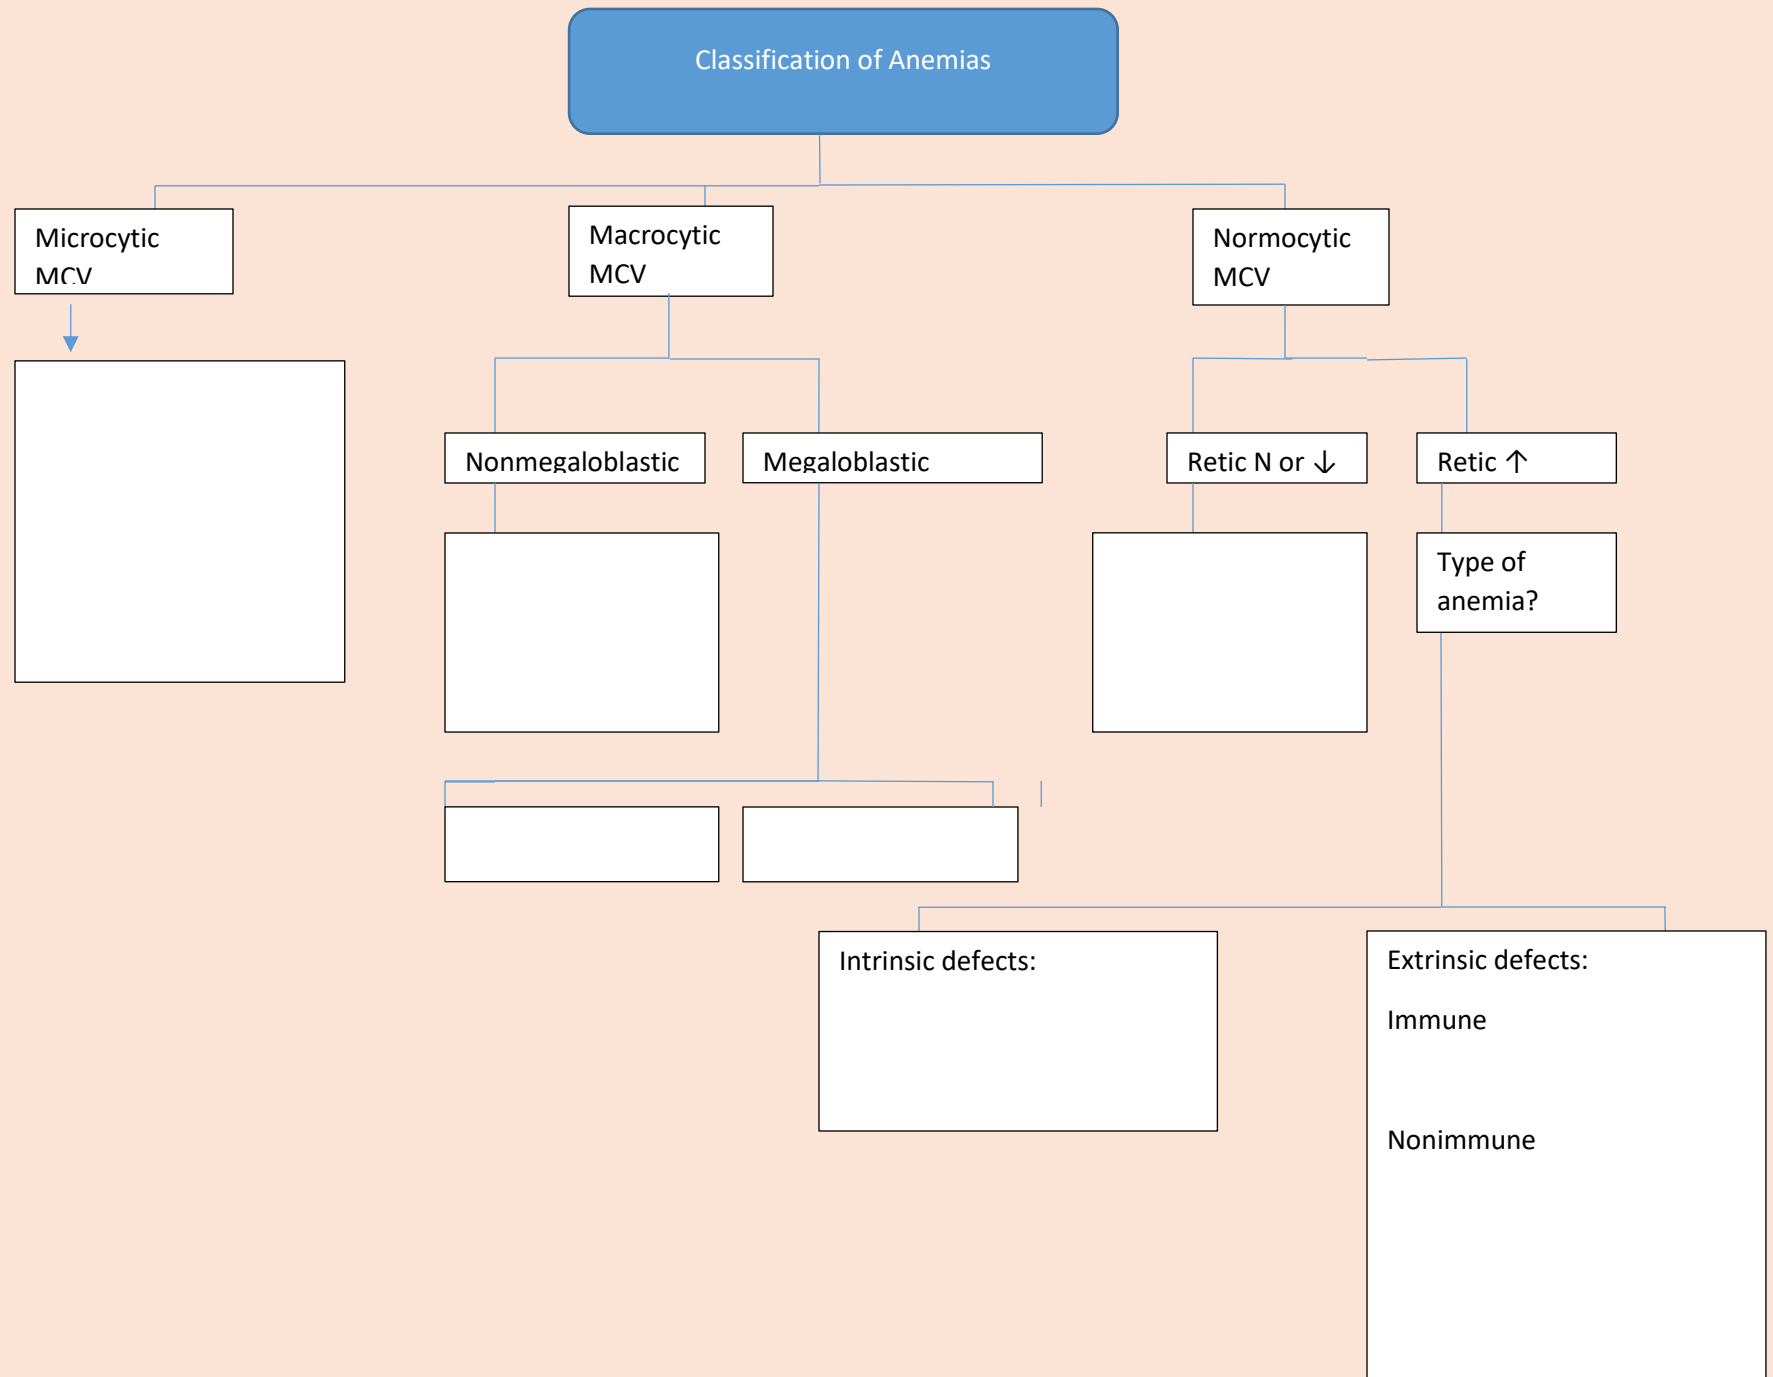 Classification of Anemias
Microcytic
MCV
Macrocytic
MCV
Normocytic
MCV
Nonmegaloblastic
Megaloblastic
Retic N or ↓
Retic ↑
Type of
anemia?
Intrinsic defects:
Extrinsic defects:
Immune
Nonimmune